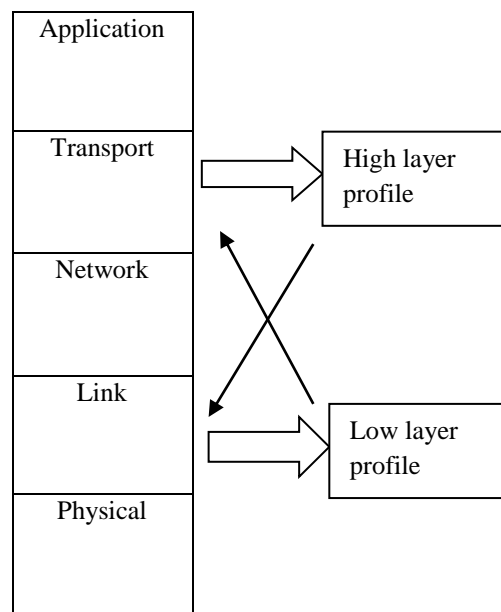 Application
Transport
High layer
profile
Network
Link
Low layer
profile
Physical